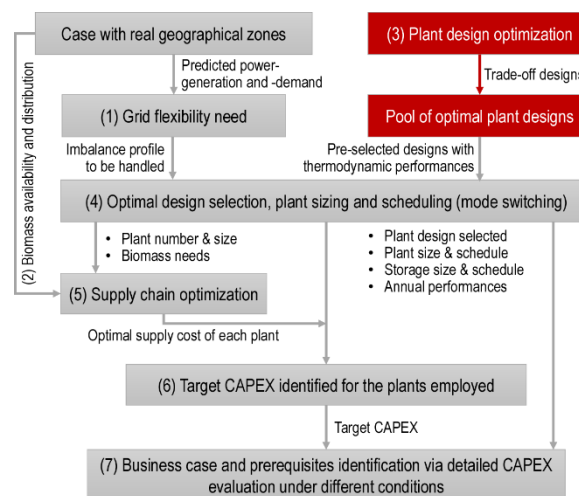 Case with real geographical zones
(3) Plant design optimization
Predicted power-
generation and -demand
Trade-off designs
(1) Grid flexibility need
Pool of optimal plant designs
(2) Biomass availability and distribution
Imbalance profile
to be handled
Pre-selected designs with
thermodynamic performances
(4) Optimal design selection, plant sizing and scheduling (mode switching)
• Plant number & size
• Biomass needs
• Plant design selected
• Plant size & schedule
• Storage size & schedule
• Annual performances
(5) Supply chain optimization
Optimal supply cost of each plant
(6) Target CAPEX identified for the plants employed
Target CAPEX
(7) Business case and prerequisites identification via detailed CAPEX
evaluation under different conditions